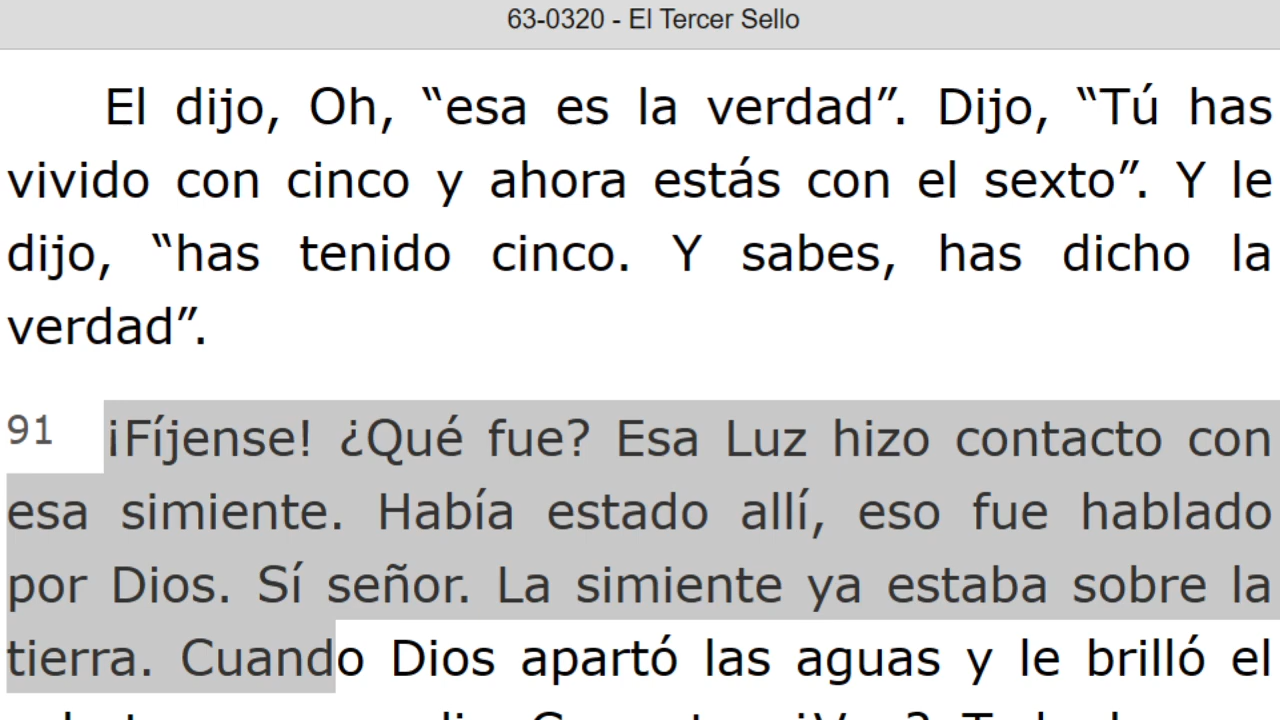 63-0320 - El Tercer Sello
El dijo, Oh, “esa es la verdad”. Dijo, “Tú has
vivido con cinco y ahora estás con el sexto”. Y le
dijo, “has tenido cinco. Y sabes, has dicho la
verdad”.
91 ¡Fíjense! ¿Qué fue? Esa Luz hizo contacto con
esa simiente. Había estado allí, eso fue hablado
por Dios. Sí señor. La simiente ya estaba sobre la
tierra. Cuando Dios apartó las aguas y le brilló el